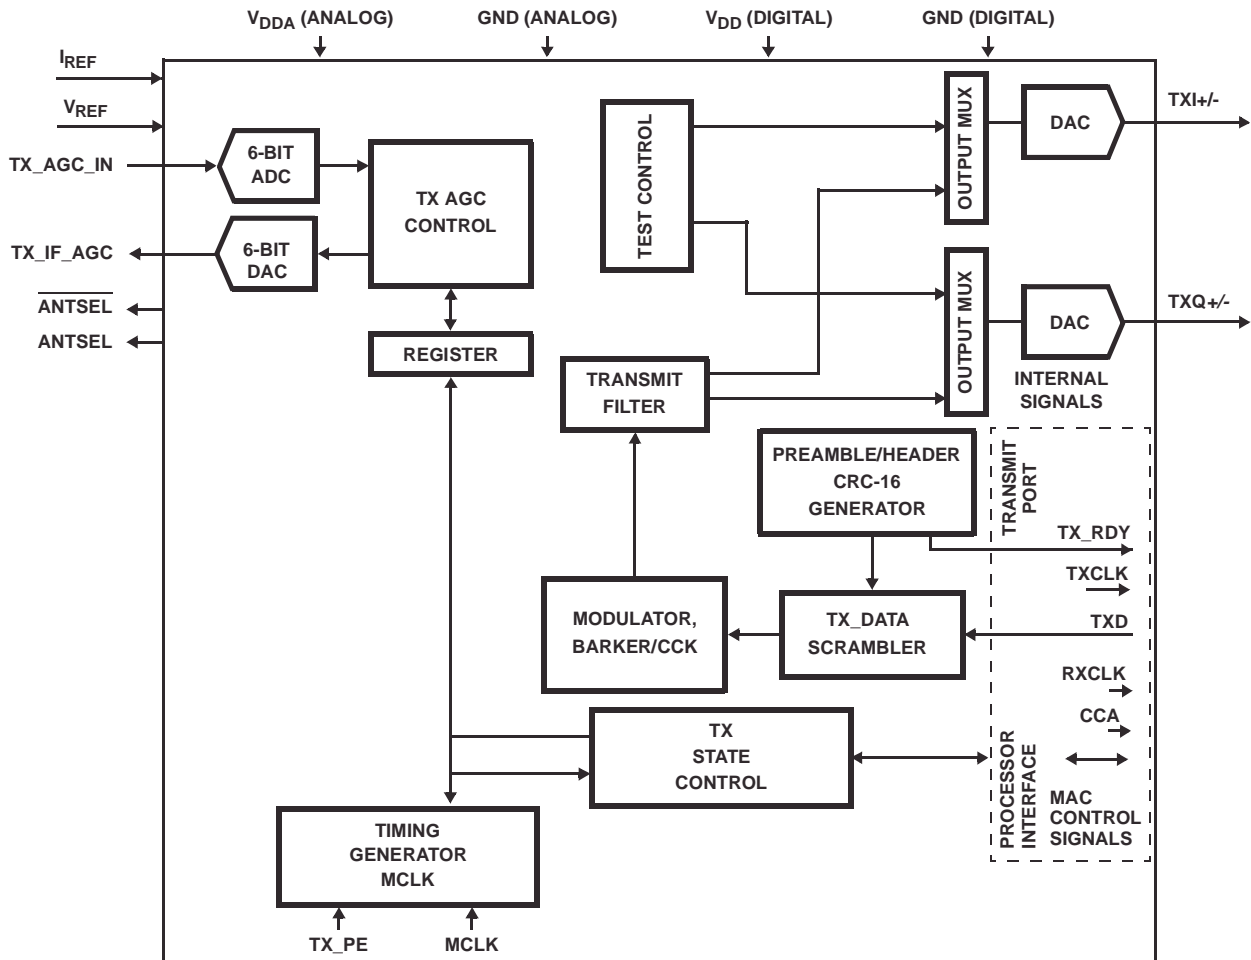 VDDA (ANALOG)
GND (ANALOG)
VDD (DIGITAL)
GND (DIGITAL)
IREF
VREF
TX_AGC_IN
6-BIT
ADC
TX AGC
CONTROL
TEST CONTROL
OUTPUT MUX
DAC
TXI+/-
TX_IF_AGC
6-BIT
DAC
ANTSEL
ANTSEL
REGISTER
OUTPUT MUX
DAC
TXQ+/-
TRANSMIT
FILTER
INTERNAL
SIGNALS
PREAMBLE/HEADER
CRC-16
GENERATOR
TRANSMIT
PORT
TX_RDY
TXCLK
MODULATOR,
BARKER/CCK
TX_DATA
SCRAMBLER
TXD
RXCLK
CCA
TX
STATE
CONTROL
PROCESSOR
INTERFACE
MAC
CONTROL
SIGNALS
TIMING
GENERATOR
MCLK
TX_PE
MCLK